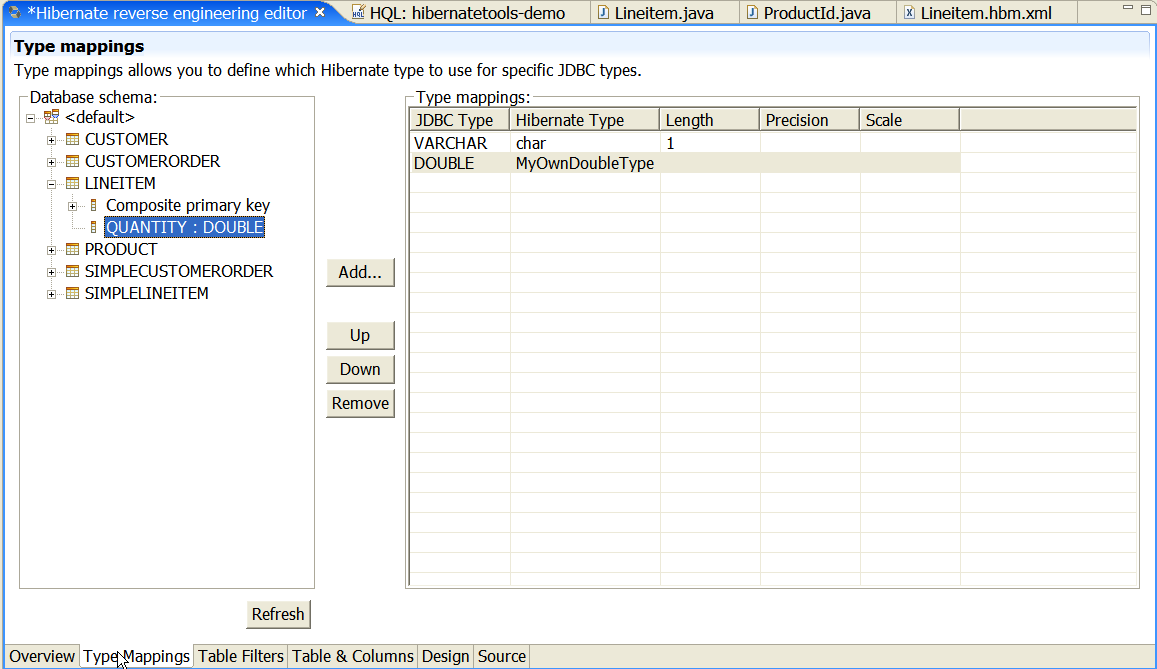 *Hibernate reverse engineering editor HQL: hibernatetools-demo Lineitem.java ProductId.java Lineitem.hbm.xml
Type mappings
Type mappings allows you to define which Hibernate type to use for specific JDBC types.
Database schema:
<default>
CUSTOMER
CUSTOMERORDER
LINEITEM
Composite primary key
QUANTITY : DOUBLE
PRODUCT
SIMPLECUSTOMERORDER
SIMPLELINEITEM
Add...
Up
Down
Remove
Type mappings:
JDBC Type Hibernate Type Length Precision Scale
VARCHAR char 1
DOUBLE MyOwnDoubleType
Refresh
Overview Type Mappings Table Filters Table & Columns Design Source